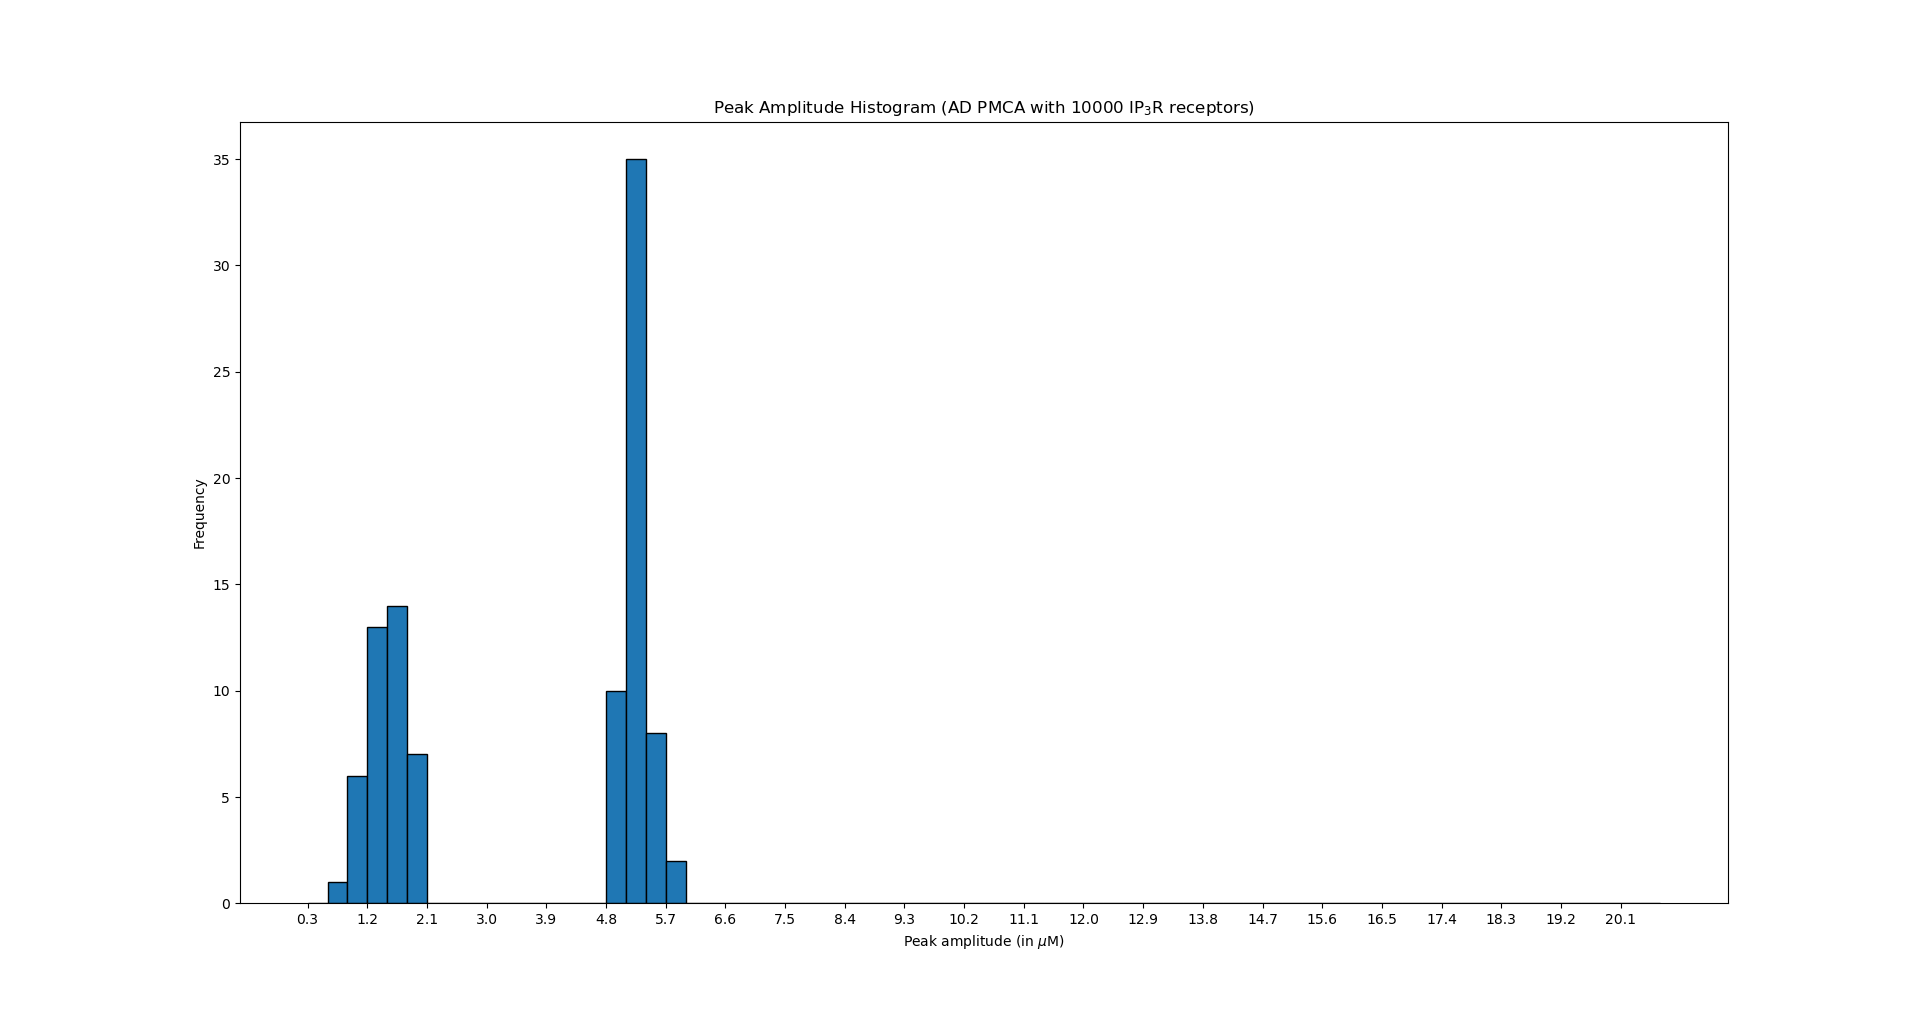 Peak Amplitude Histogram (AD PMCA with 10000 IP₃R receptors)
35
30
25
20
15
10
5
0
Frequency
0.3 1.2 2.1 3.0 3.9 4.8 5.7 6.6 7.5 8.4 9.3 10.2 11.1 12.0 12.9 13.8 14.7 15.6 16.5 17.4 18.3 19.2 20.1
Peak amplitude (in μM)